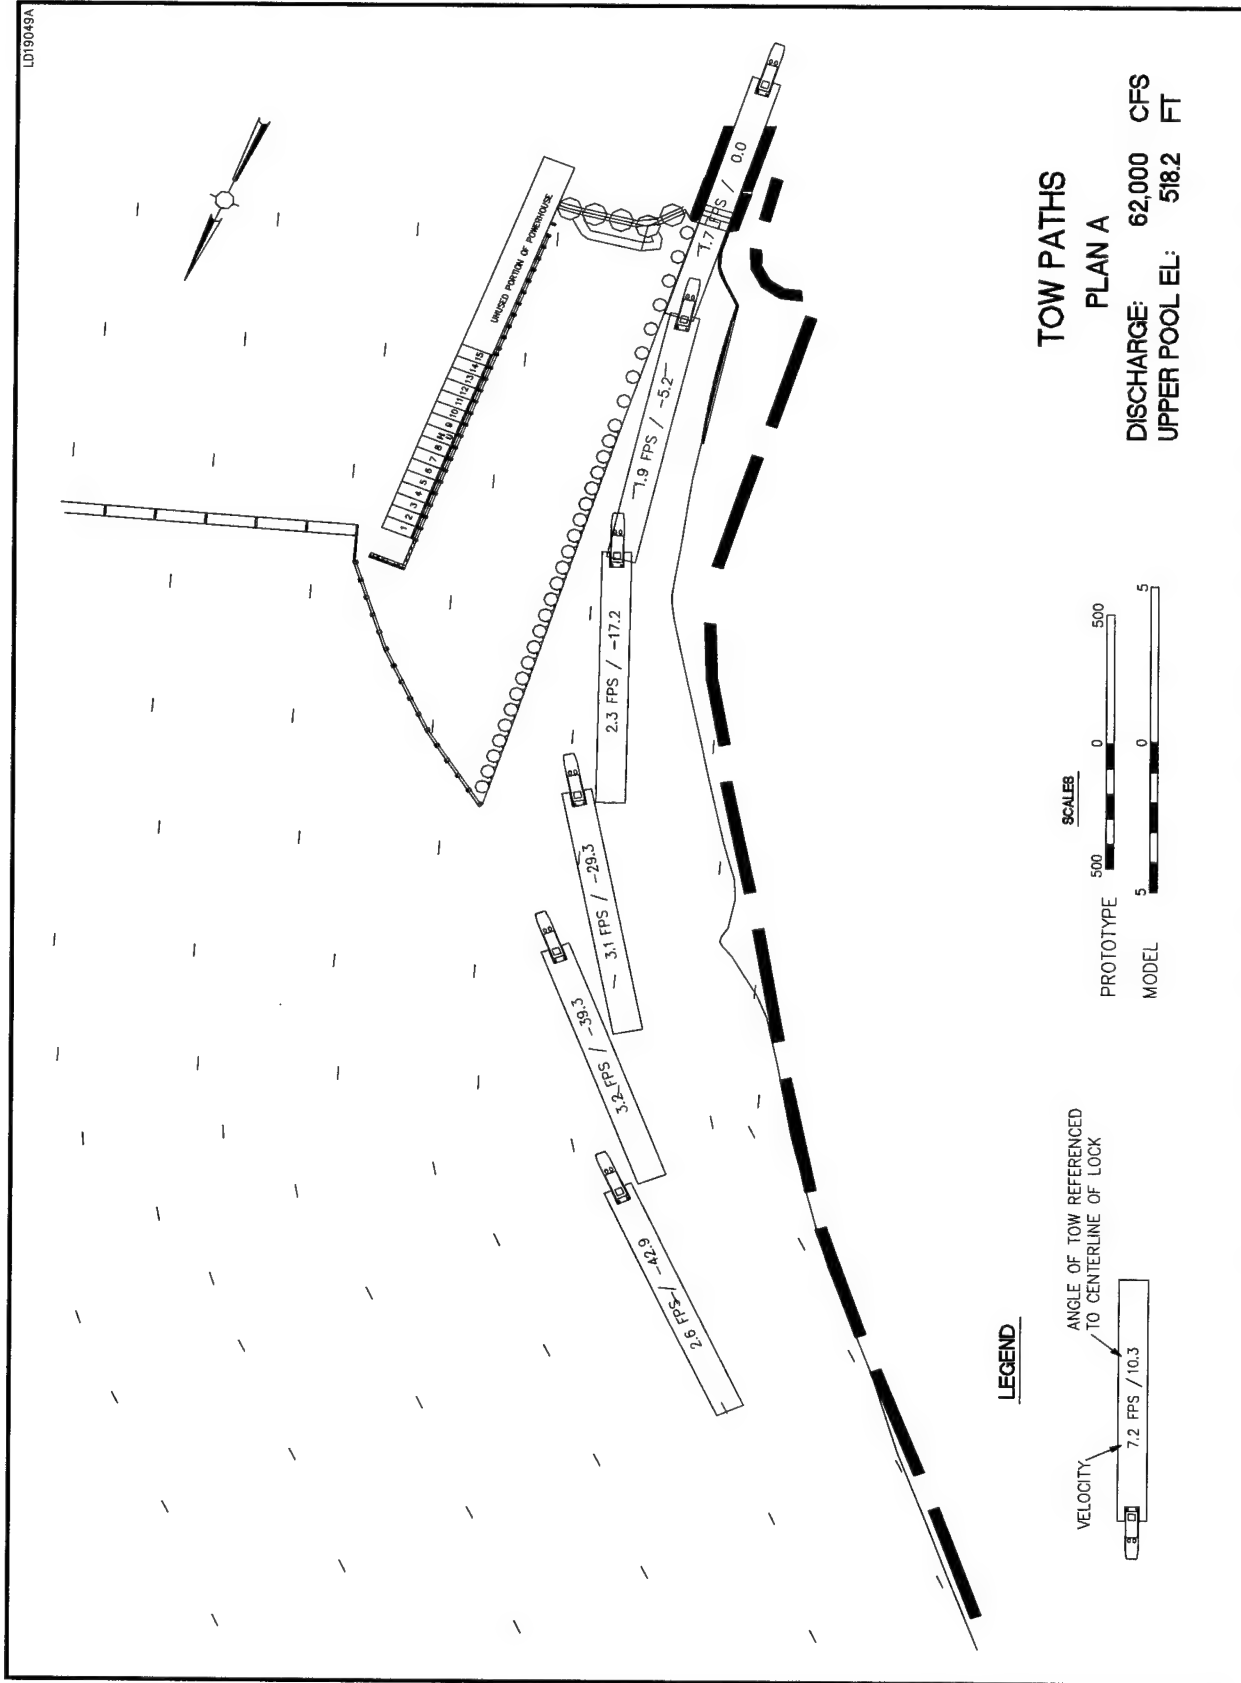 LD19049A
UNUSED PORTION OF POWERHOUSE
1 2 3 4 5 6 7 8 9 10 11 12 13 14 15
1.7 FPS / 0.0
1.9 FPS / -5.2
2.3 FPS / -17.2
3.1 FPS / -29.3
3.2 FPS / -39.3
2.6 FPS / -42.9
TOW PATHS
PLAN A
DISCHARGE: 62,000 CFS
UPPER POOL EL: 518.2 FT
SCALES
PROTOTYPE 500 0 500
MODEL 5 0 5
LEGEND
VELOCITY
ANGLE OF TOW REFERENCED
TO CENTERLINE OF LOCK
7.2 FPS / 10.3